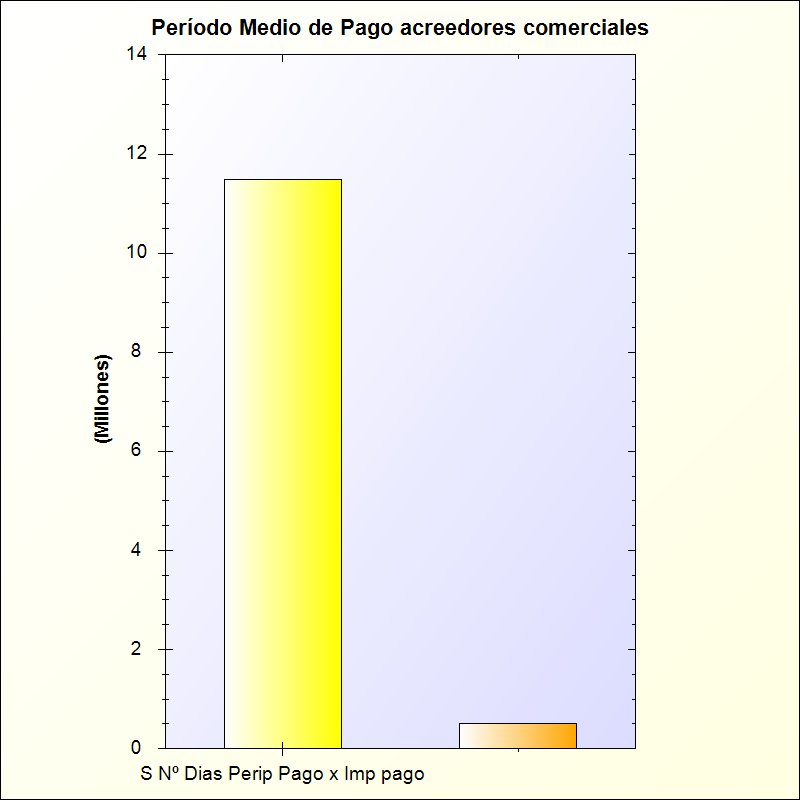 Período Medio de Pago acreedores comerciales
14
12
10
8
6
4
2
0
(Millones)
S Nº Dias Perip Pago x Imp pago